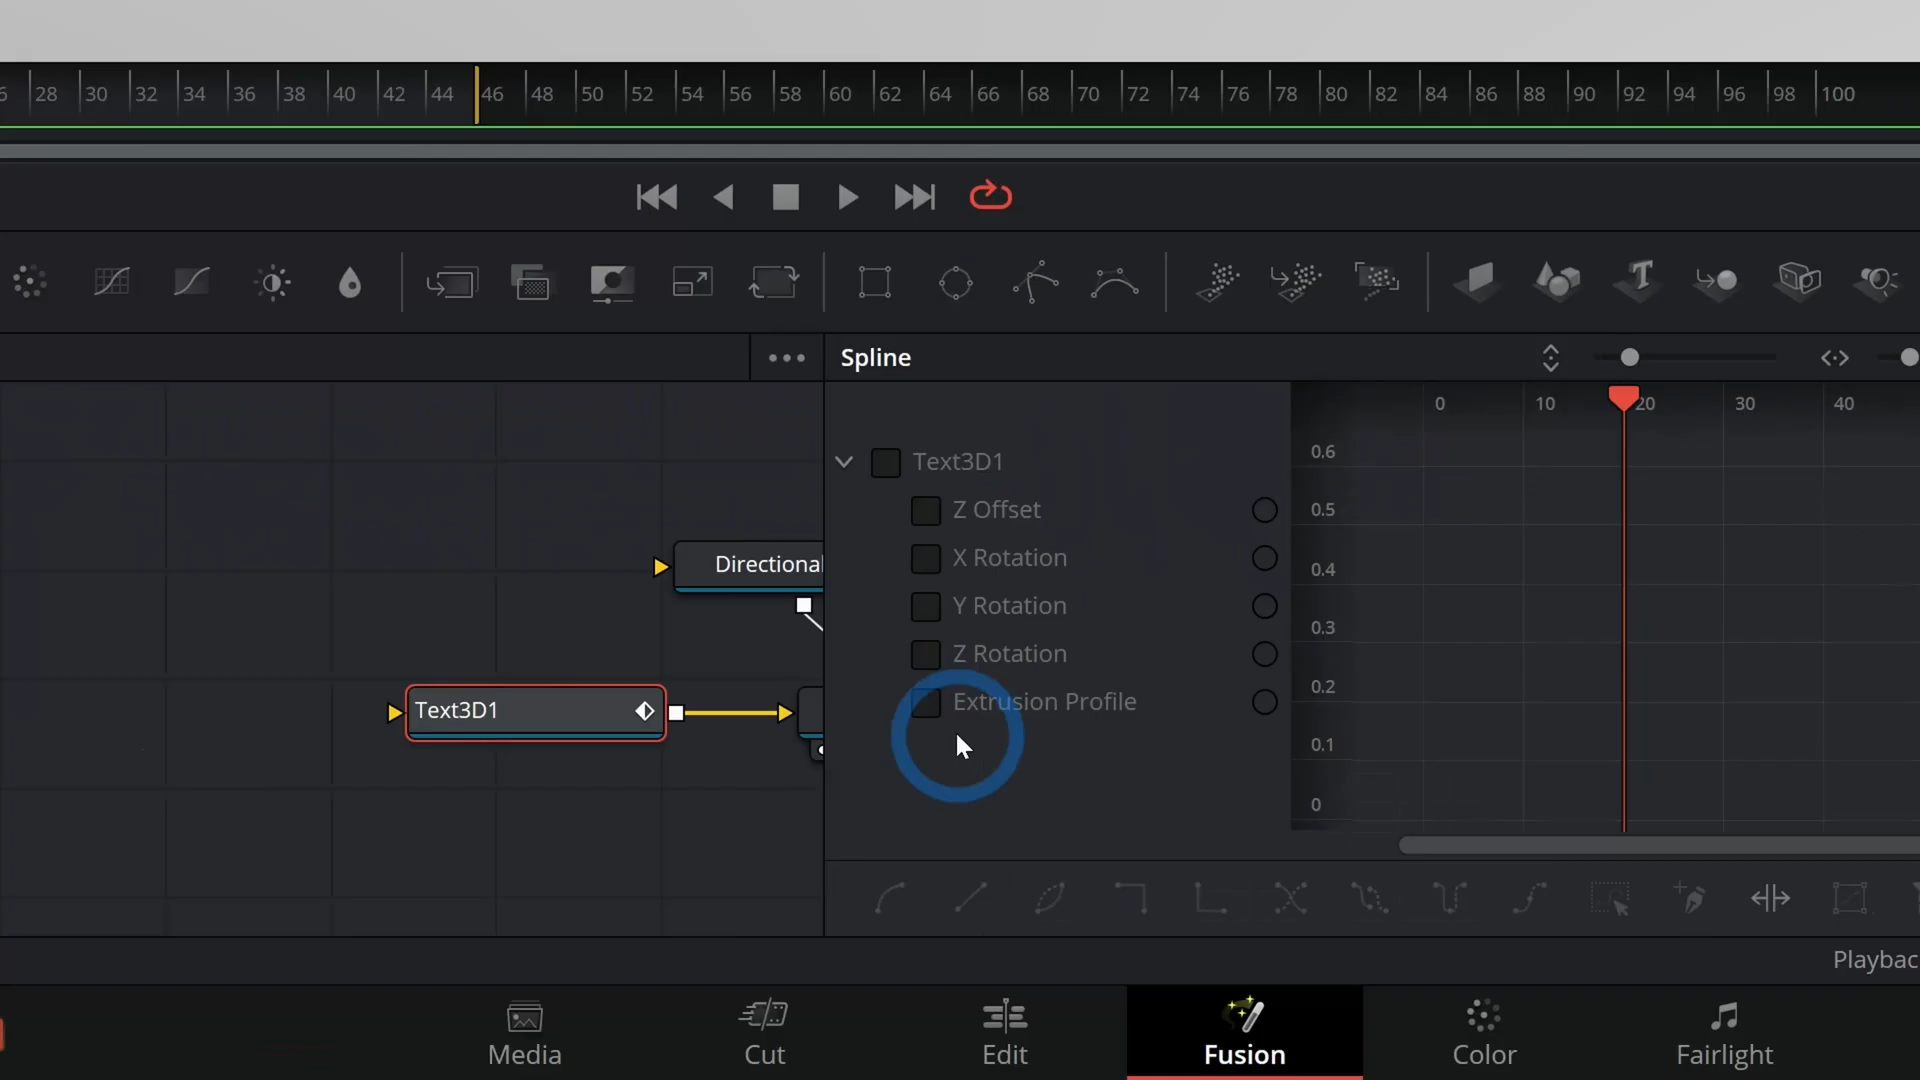 28 30 32 34 36 38 40 42 44 46 48 50 52 54 56 58 60 62 64 66 68 70 72 74 76 78 80 82 84 86 88 90 92 94 96 98 100
Spline
0 10 20 30 40
Text3D1
Z Offset
X Rotation
Y Rotation
Z Rotation
Extrusion Profile
0.6
0.5
0.4
0.3
0.2
0.1
0
Directional
Text3D1
Playbac
Media
Cut
Edit
Fusion
Color
Fairlight